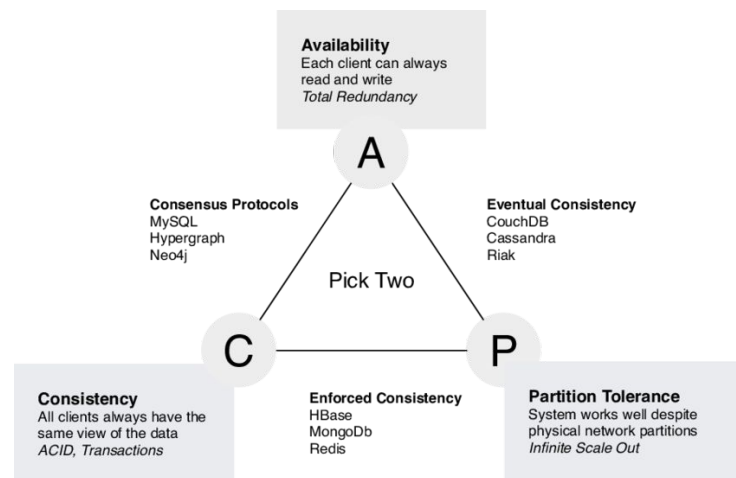 Availability
Each client can always
read and write
Total Redundancy
A
Consensus Protocols
MySQL
Hypergraph
Neo4j
Eventual Consistency
CouchDB
Cassandra
Riak
Pick Two
C
P
Consistency
All clients always have the
same view of the data
ACID, Transactions
Enforced Consistency
HBase
MongoDb
Redis
Partition Tolerance
System works well despite
physical network partitions
Infinite Scale Out